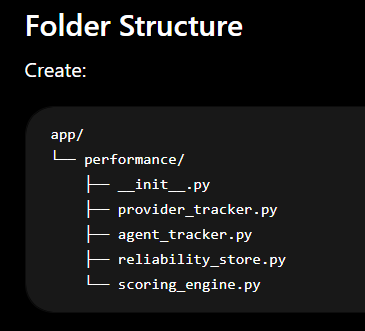 Folder Structure
Create:
app/
└── performance/
    ├── __init__.py
    ├── provider_tracker.py
    ├── agent_tracker.py
    ├── reliability_store.py
    └── scoring_engine.py